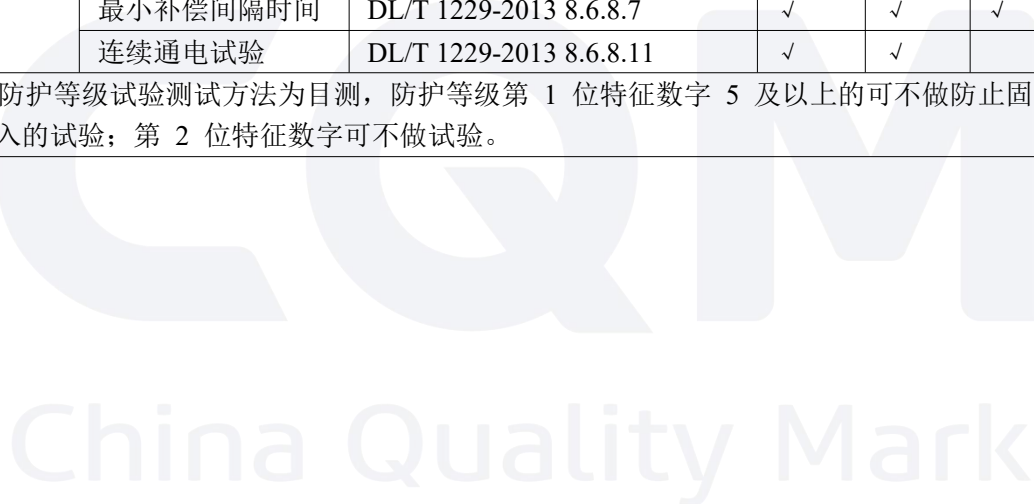 最小补偿间隔时间 DL/T 1229-2013 8.6.8.7 √ √ √
连续通电试验 DL/T 1229-2013 8.6.8.11 √ √
防护等级试验测试方法为目测，防护等级第 1 位特征数字 5 及以上的可不做防止固
入的试验；第 2 位特征数字可不做试验。
CQM
China Quality Mark